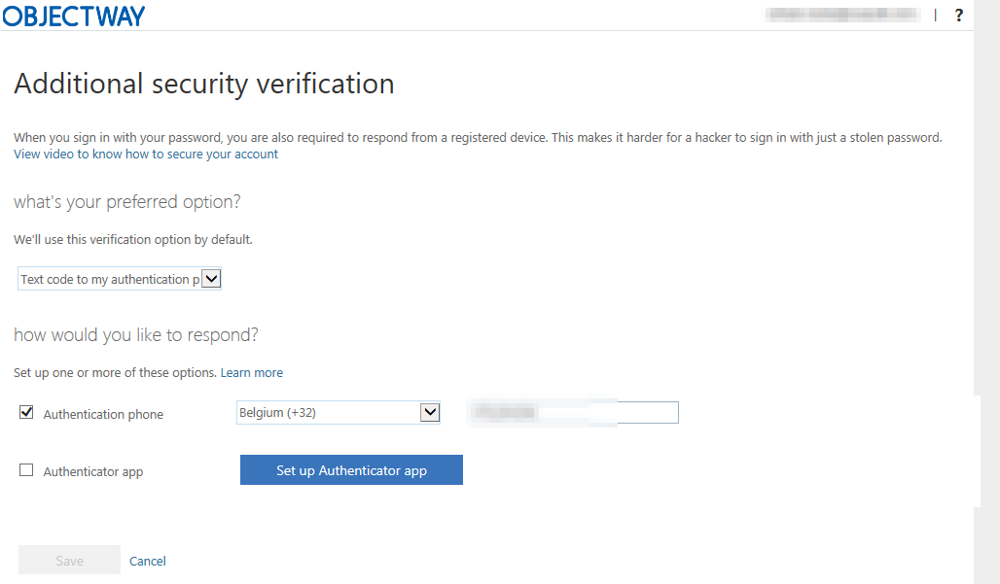 OBJECTWAY
| ?
Additional security verification
When you sign in with your password, you are also required to respond from a registered device. This makes it harder for a hacker to sign in with just a stolen password.
View video to know how to secure your account
what's your preferred option?
We'll use this verification option by default.
Text code to my authentication p
how would you like to respond?
Set up one or more of these options. Learn more
Authentication phone Belgium (+32)
Authenticator app Set up Authenticator app
Save Cancel